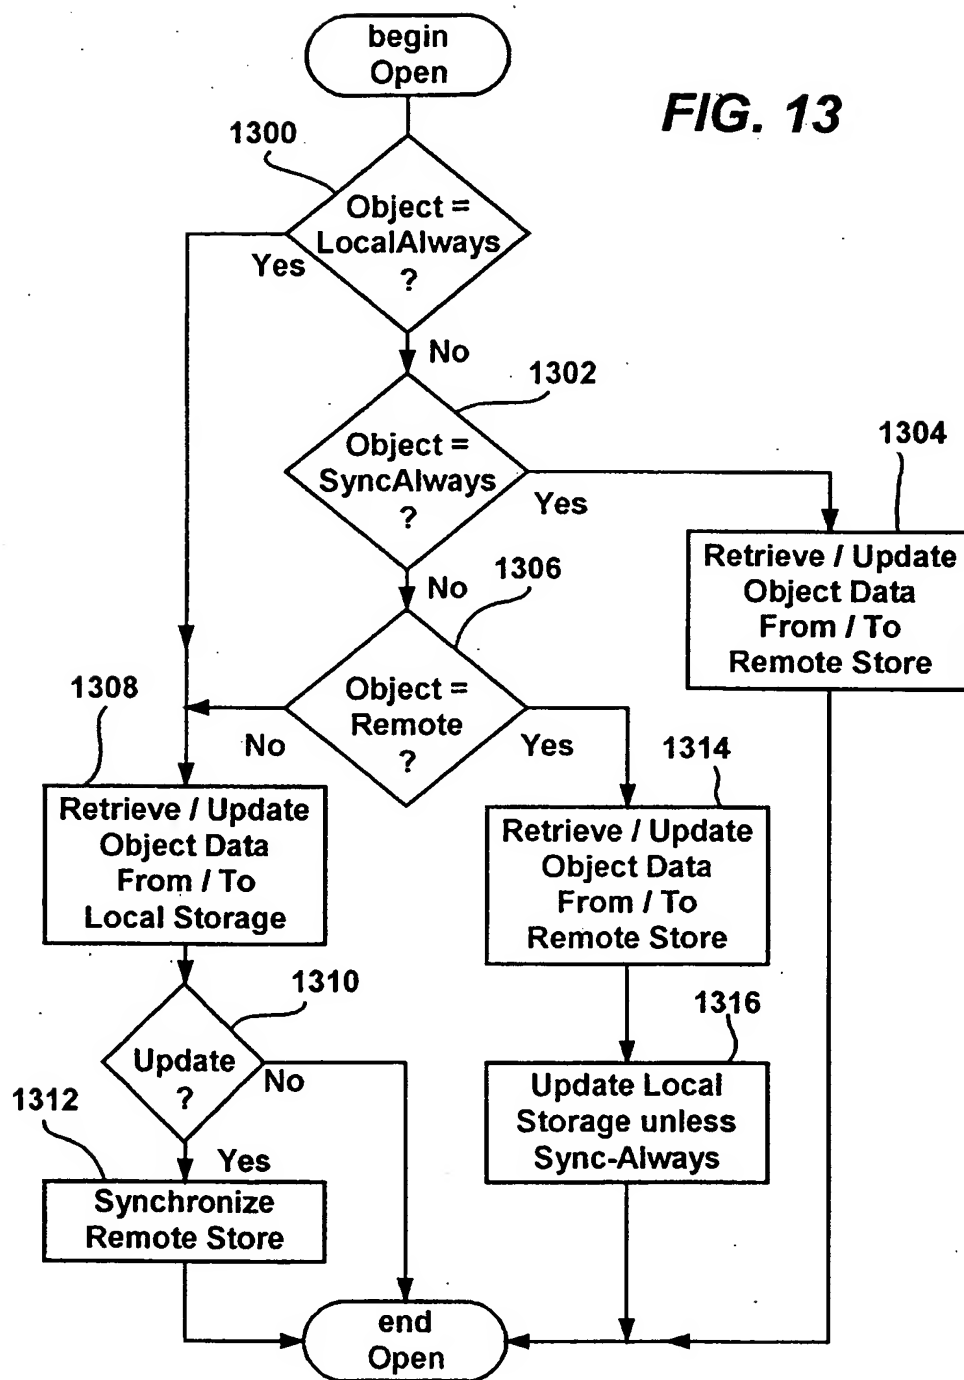 begin
Open
FIG. 13
1300
Object =
LocalAlways
?
Yes
No
1302
Object =
SyncAlways
?
Yes
1304
Retrieve / Update
Object Data
From / To
Remote Store
No
1306
Object =
Remote
?
No
Yes
1308
Retrieve / Update
Object Data
From / To
Local Storage
1314
Retrieve / Update
Object Data
From / To
Remote Store
1310
Update
?
No
1316
Update Local
Storage unless
Sync-Always
1312
Yes
Synchronize
Remote Store
end
Open